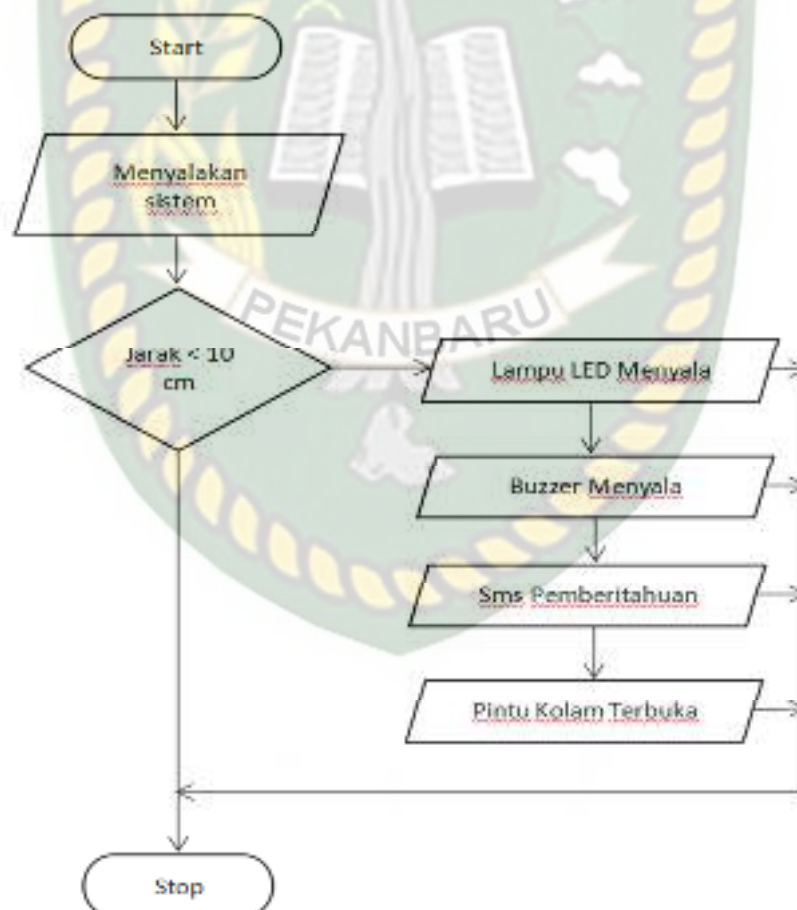 Start
Menyalakan
sistem
PEKANBARU
Jarak < 10
cm
Lampu LED Menyala
Buzzer Menyala
Sms Pemberitahuan
Pintu Kolam Terbuka
Stop